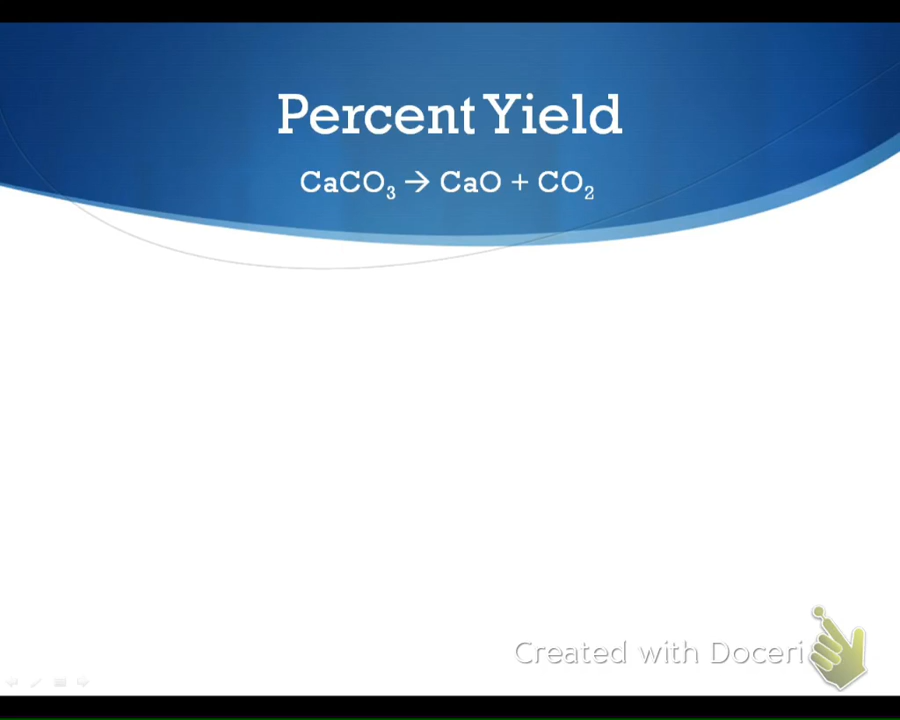 Percent Yield
CaCO₃ → CaO + CO₂
Created with Doceri